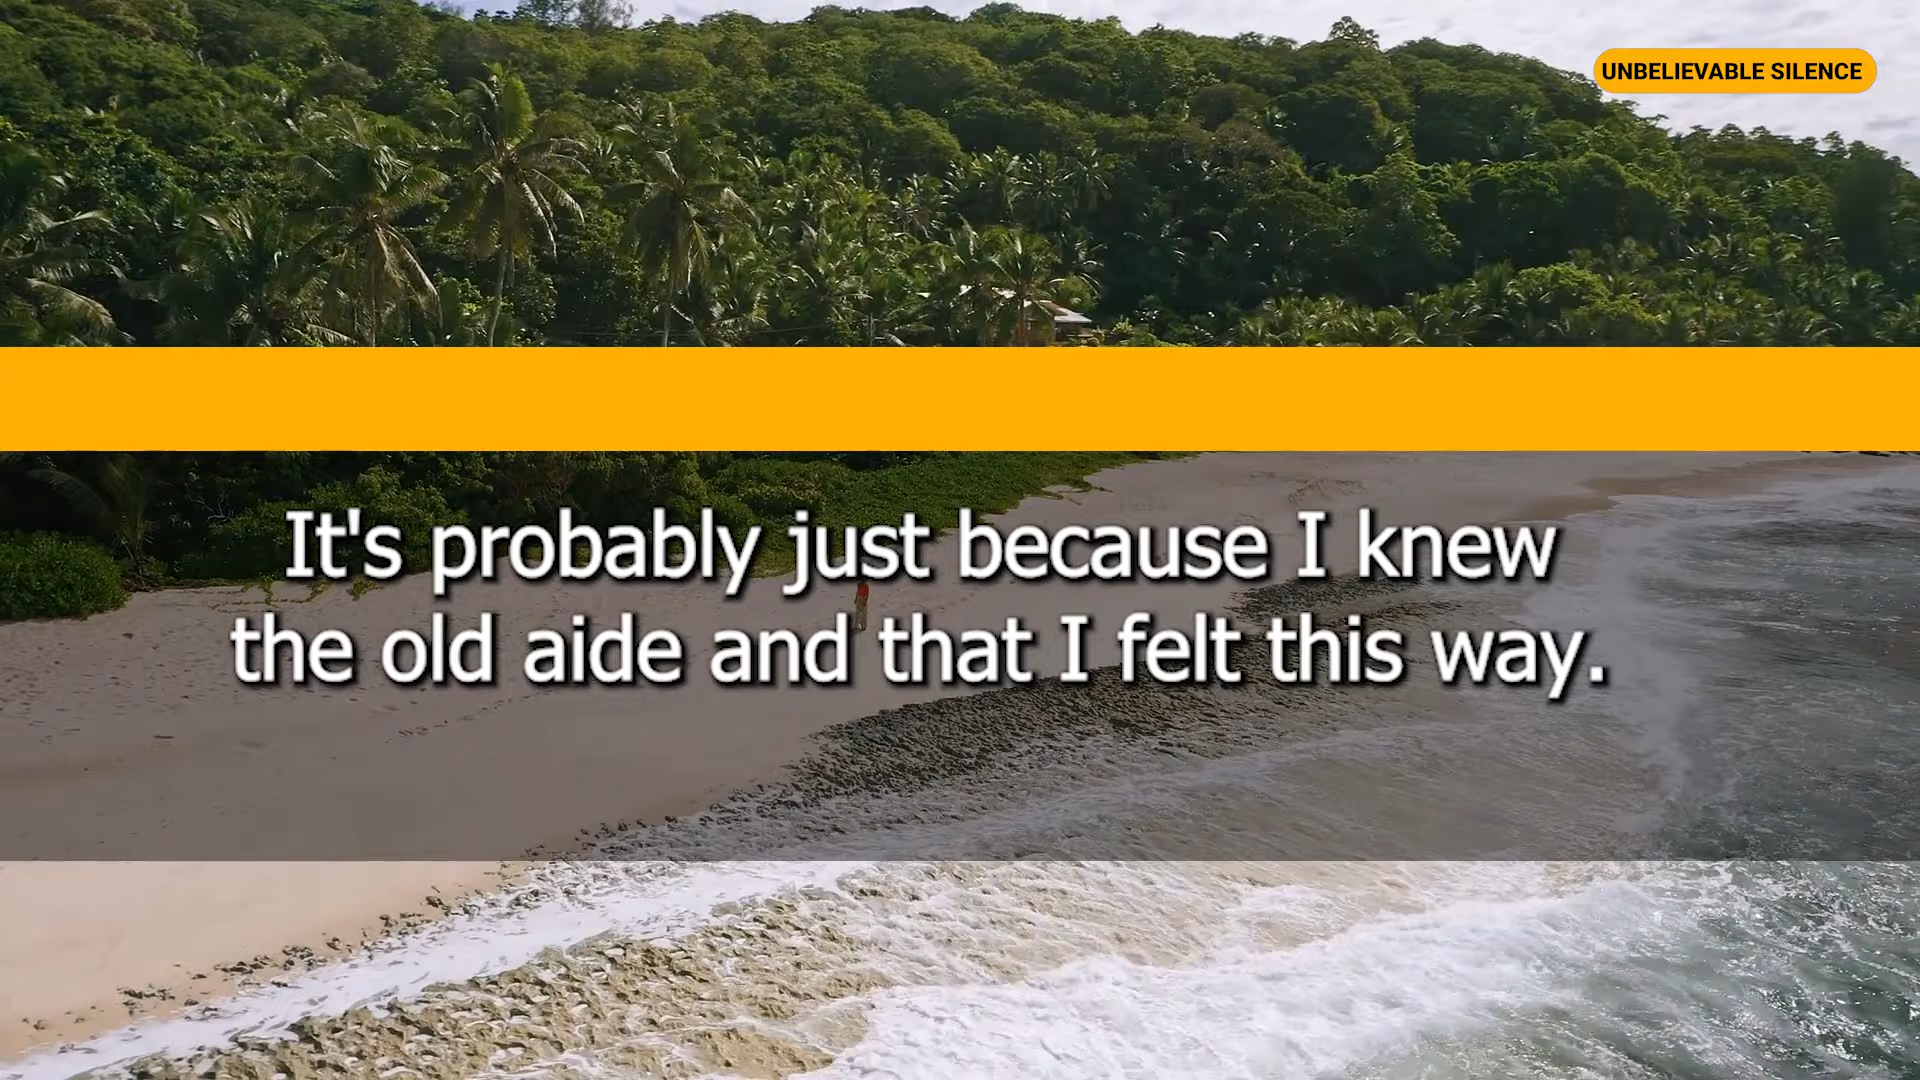 UNBELIEVABLE SILENCE
It's probably just because I knew
the old aide and that I felt this way.